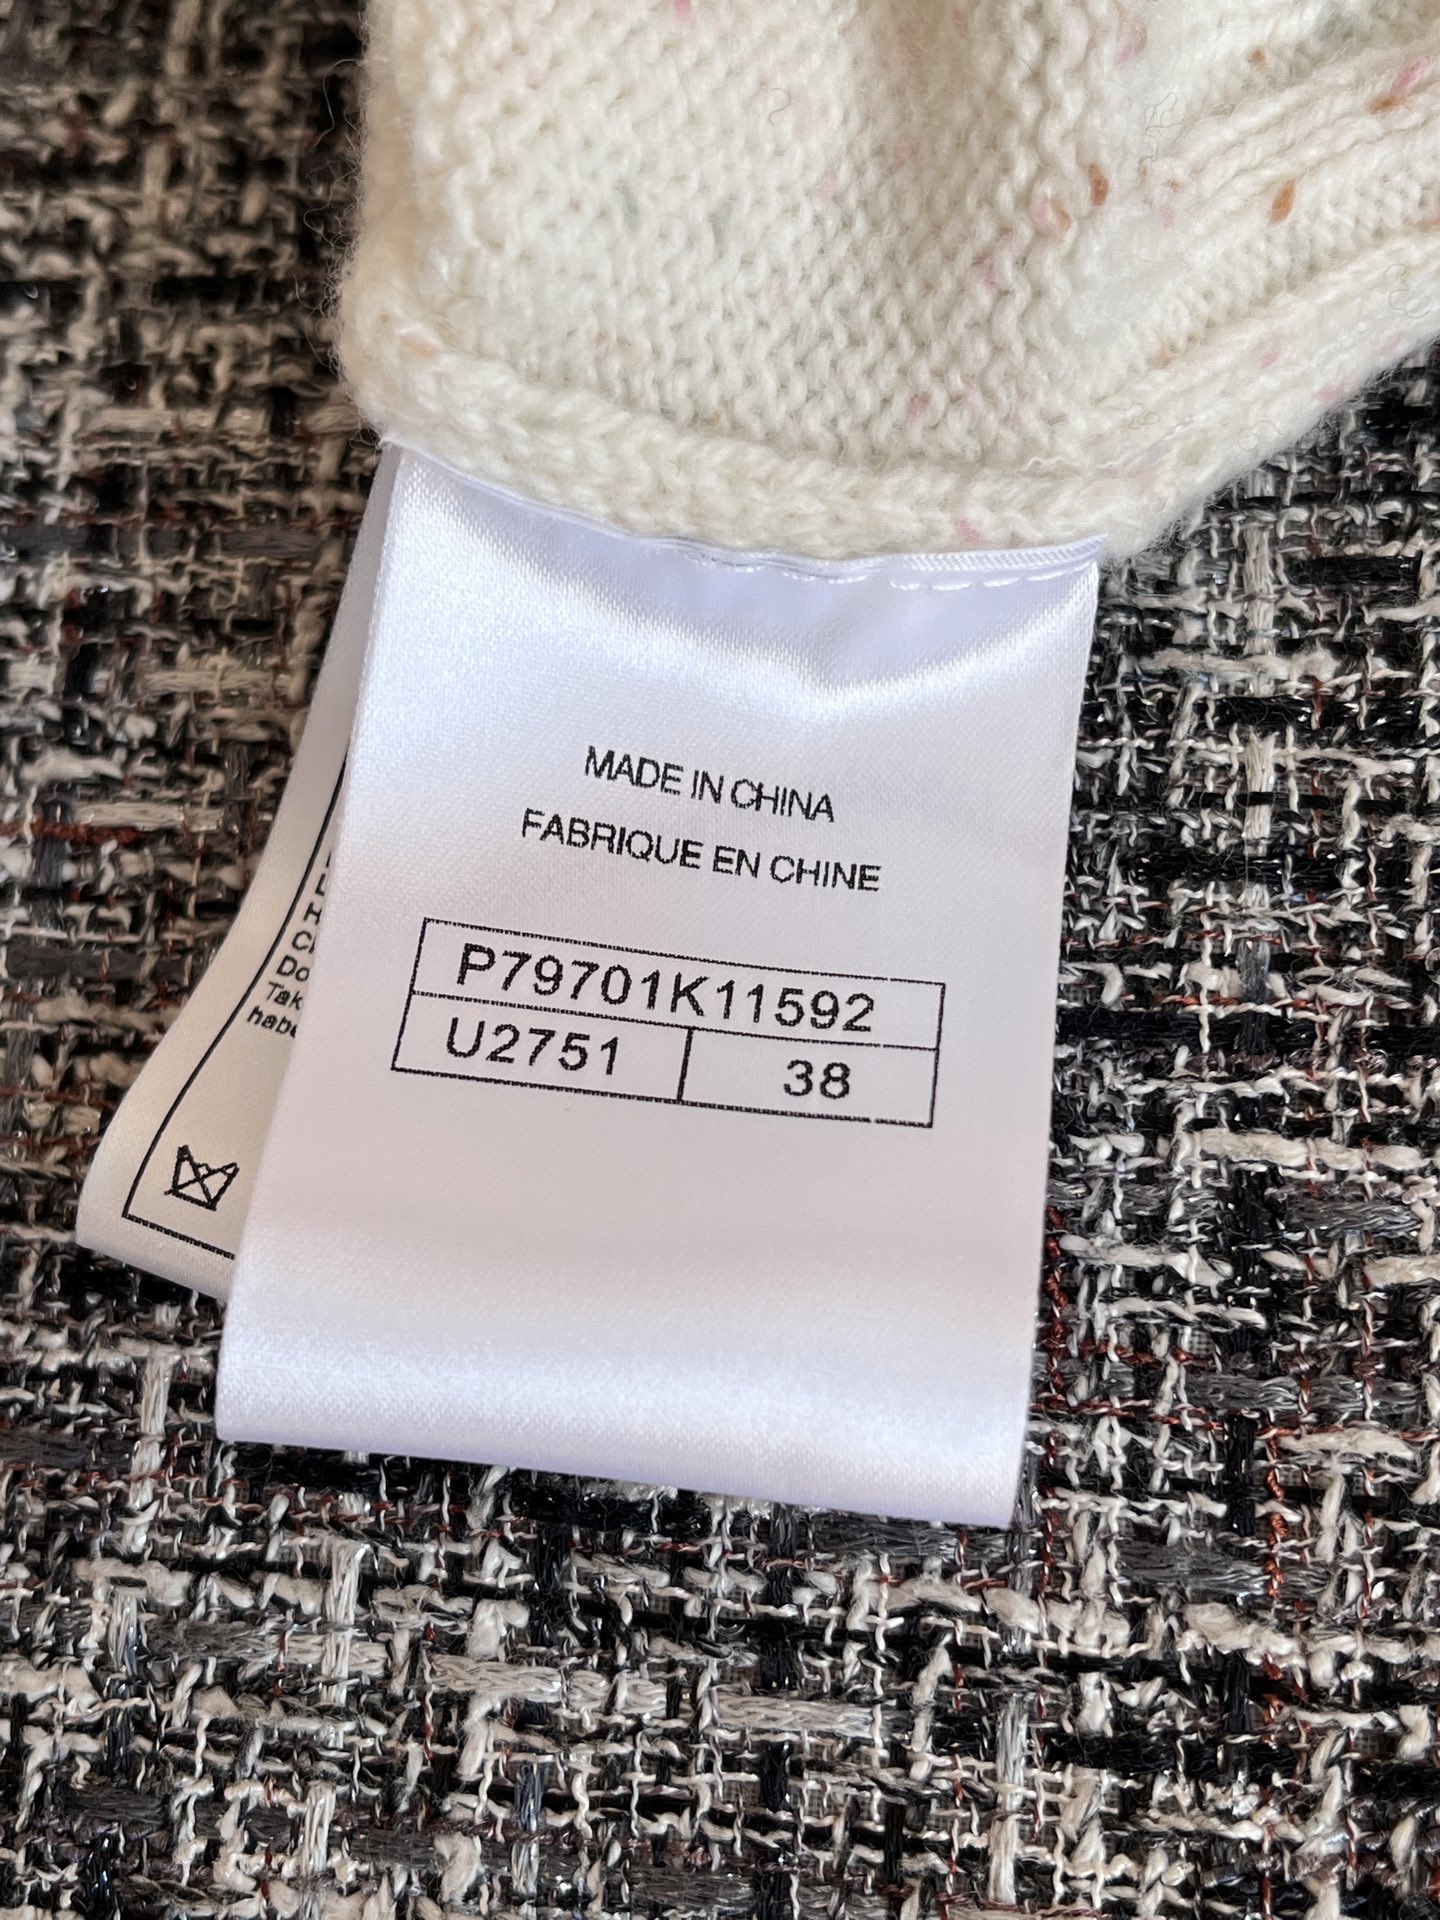 MADE IN CHINA
FABRIQUE EN CHINE
P79701K11592
U2751 38